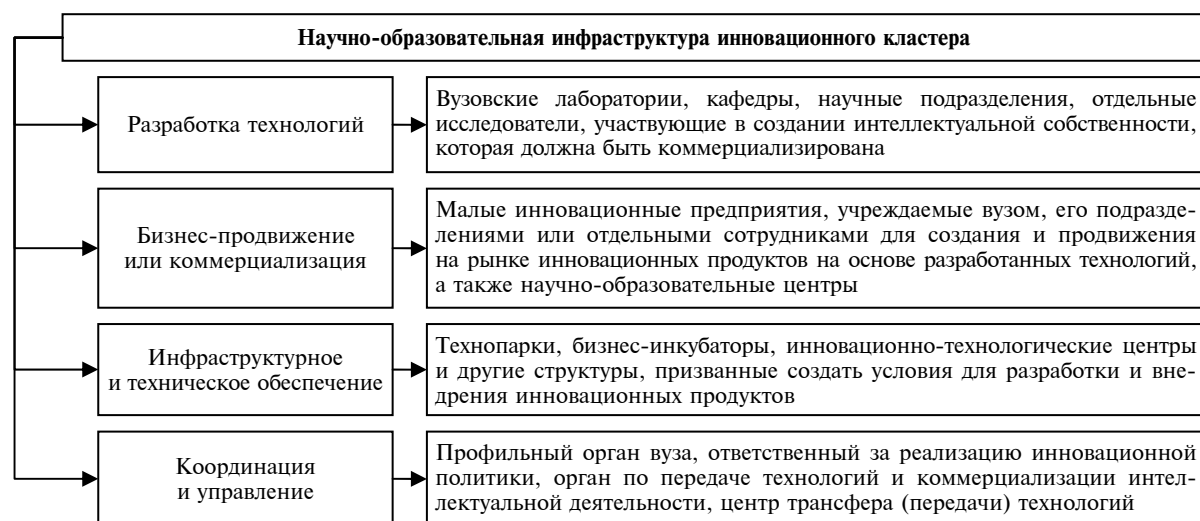 Научно-образовательная инфраструктура инновационного кластера
Разработка технологий
Вузовские лаборатории, кафедры, научные подразделения, отдельные
исследователи, участвующие в создании интеллектуальной собственности,
которая должна быть коммерциализирована
Бизнес-продвижение
или коммерциализация
Малые инновационные предприятия, учреждаемые вузом, его подразде-
лениями или отдельными сотрудниками для создания и продвижения
на рынке инновационных продуктов на основе разработанных технологий,
а также научно-образовательные центры
Инфраструктурное
и техническое обеспечение
Технопарки, бизнес-инкубаторы, инновационно-технологические центры
и другие структуры, призванные создать условия для разработки и вне-
дрения инновационных продуктов
Координация
и управление
Профильный орган вуза, ответственный за реализацию инновационной
политики, орган по передаче технологий и коммерциализации интел-
лектуальной деятельности, центр трансфера (передачи) технологий